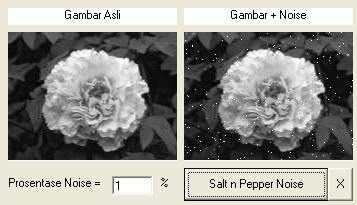 Gambar Asli
Gambar + Noise
Prosentase Noise = 1 %
Salt n Pepper Noise
X